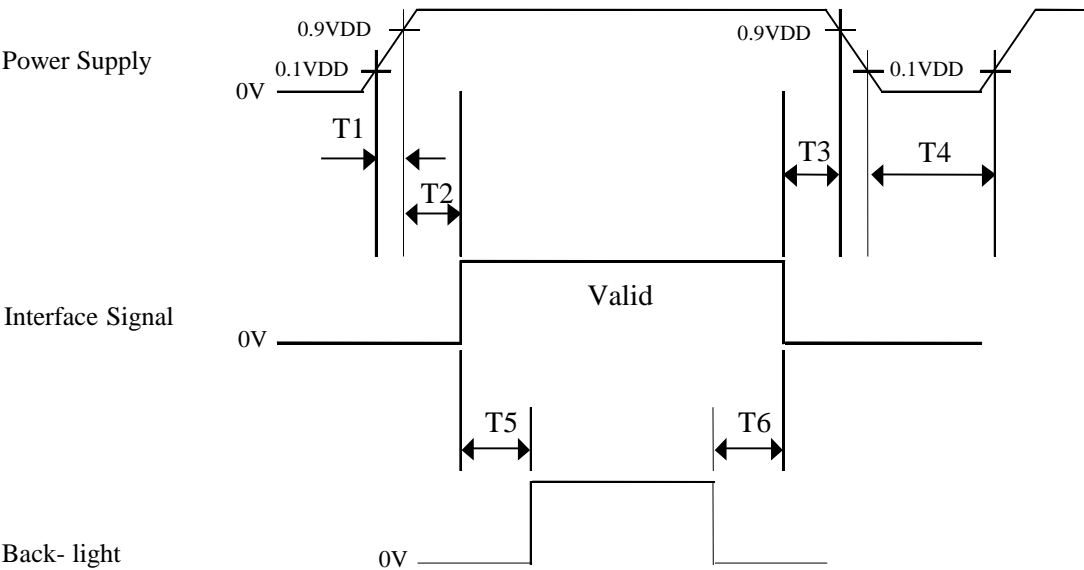 0.9VDD
0.9VDD
Power Supply
0.1VDD
0.1VDD
0V
T1
T3
T4
T2
Valid
Interface Signal
0V
T5
T6
Back- light
0V